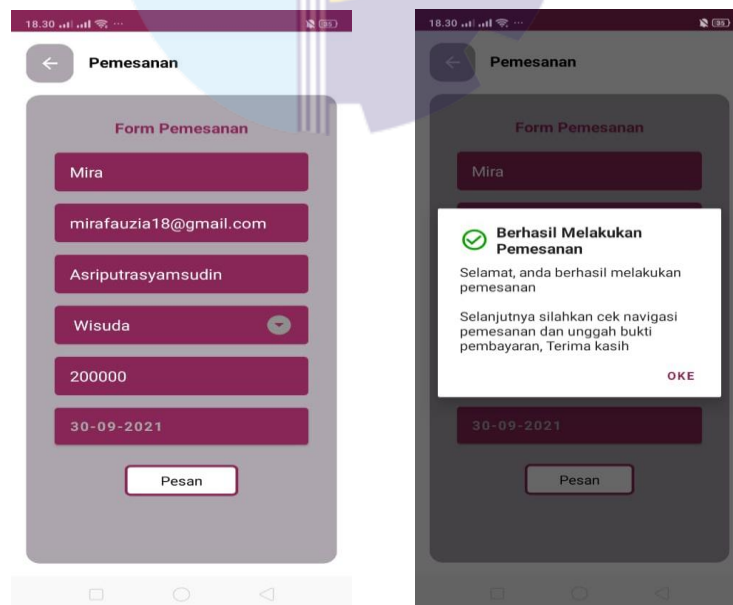 18.30
95
Pemesanan
Form Pemesanan
Mira
mirafauzia18@gmail.com
Asriputrasyamsudin
Wisuda
200000
30-09-2021
Pesan
18.30
95
Pemesanan
Form Pemesanan
Mira
Berhasil Melakukan
Pemesanan
Selamat, anda berhasil melakukan
pemesanan
Selanjutnya silahkan cek navigasi
pemesanan dan unggah bukti
pembayaran, Terima kasih
OKE
30-09-2021
Pesan